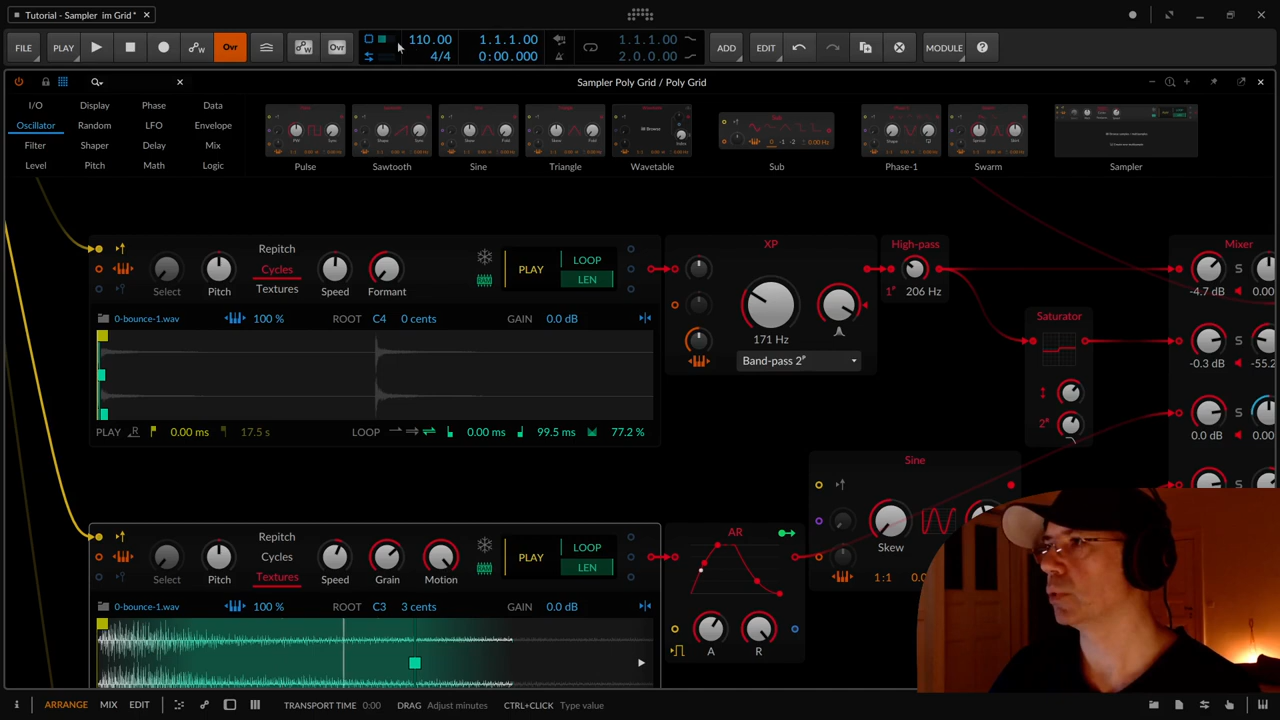 Tutorial - Sampler im Grid*
FILE PLAY Ovr Ovr 110.00 4/4 1.1.1.00 0:00.000 1.1.1.00 2.0.0.00 ADD EDIT MODULE
Sampler Poly Grid / Poly Grid
I/O Display Phase Data
Oscillator Random LFO Envelope
Filter Shaper Delay Mix
Level Pitch Math Logic
Pulse Sawtooth Sine Triangle Wavetable Sub Phase-1 Swarm Sampler
XP
High-pass
Mixer
Repitch
Cycles
Textures
Select Pitch Speed Formant
PLAY LOOP
LEN
206 Hz
-4.7 dB S
0.00
0-bounce-1.wav 100 % ROOT C4 0 cents GAIN 0.0 dB
171 Hz
Band-pass 2
Saturator
-0.3 dB S
-55.2
PLAY 0.00 ms 17.5 s LOOP 0.00 ms 99.5 ms 77.2 %
0.0 dB S
0.00
Sine
Skew
1:1
Repitch
Cycles
Textures
Select Pitch Speed Grain Motion
PLAY LOOP
LEN
AR
A R
0-bounce-1.wav 100 % ROOT C3 3 cents GAIN 0.0 dB
ARRANGE MIX EDIT TRANSPORT TIME 0:00 DRAG Adjust minutes CTRL+CLICK Type value